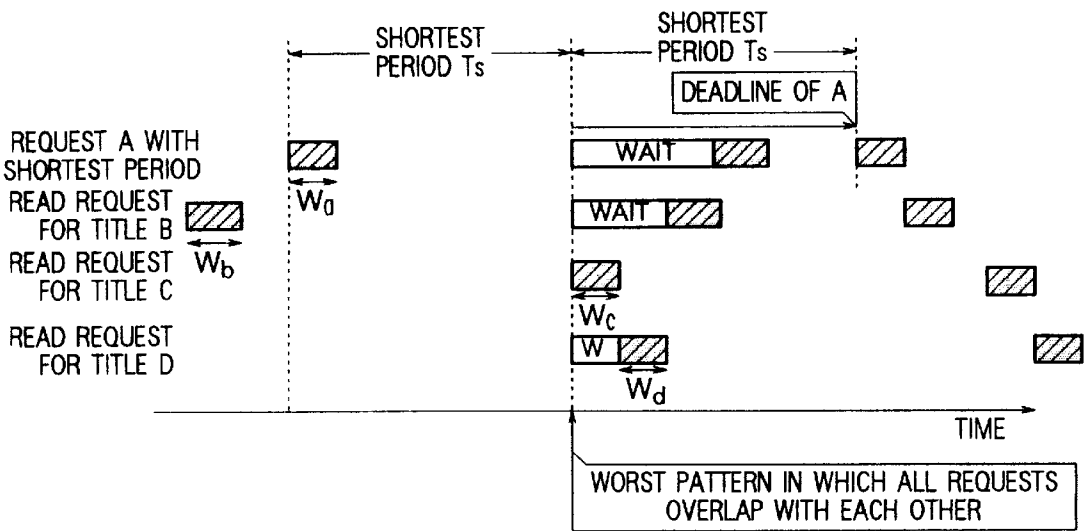 SHORTEST
PERIOD Ts
SHORTEST
PERIOD Ts
DEADLINE OF A
REQUEST A WITH
SHORTEST PERIOD
WAIT
Wa
READ REQUEST
FOR TITLE B
WAIT
Wb
READ REQUEST
FOR TITLE C
Wc
READ REQUEST
FOR TITLE D
W
Wd
TIME
WORST PATTERN IN WHICH ALL REQUESTS
OVERLAP WITH EACH OTHER